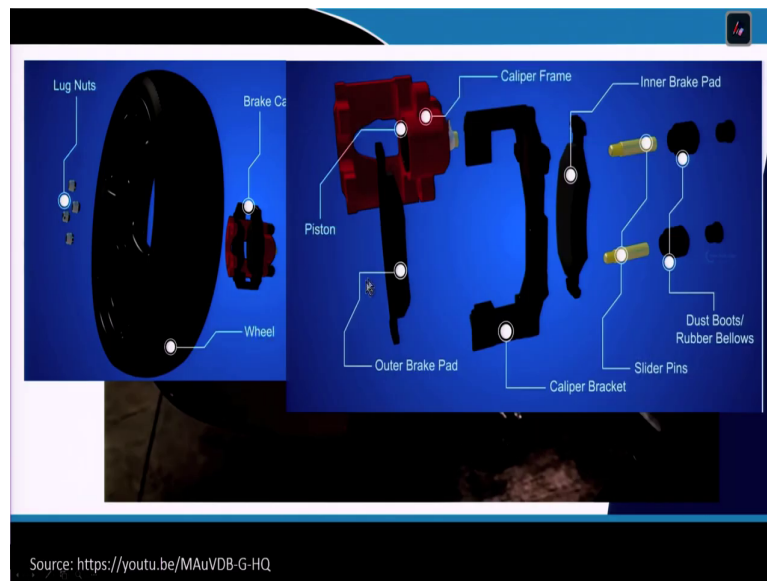 Lug Nuts
Brake Ca
Wheel
Caliper Frame
Inner Brake Pad
Piston
Outer Brake Pad
Caliper Bracket
Slider Pins
Dust Boots/
Rubber Bellows
Source: https://youtu.be/MAuVDB-G-HQ